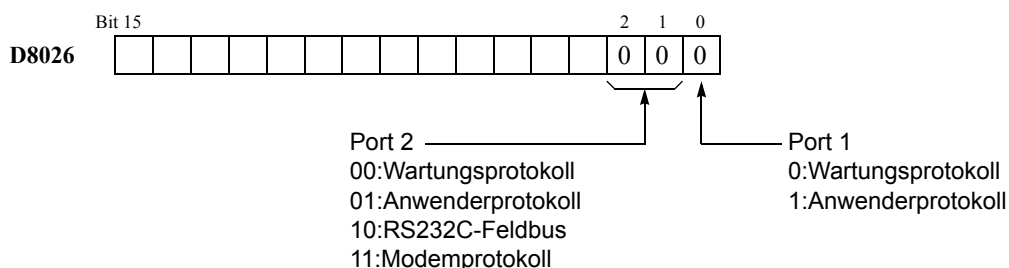 Bit 15 2 1 0
D8026 0 0 0
Port 2 Port 1
00:Wartungsprotokoll 0:Wartungsprotokoll
01:Anwenderprotokoll 1:Anwenderprotokoll
10:RS232C-Feldbus
11:Modemprotokoll